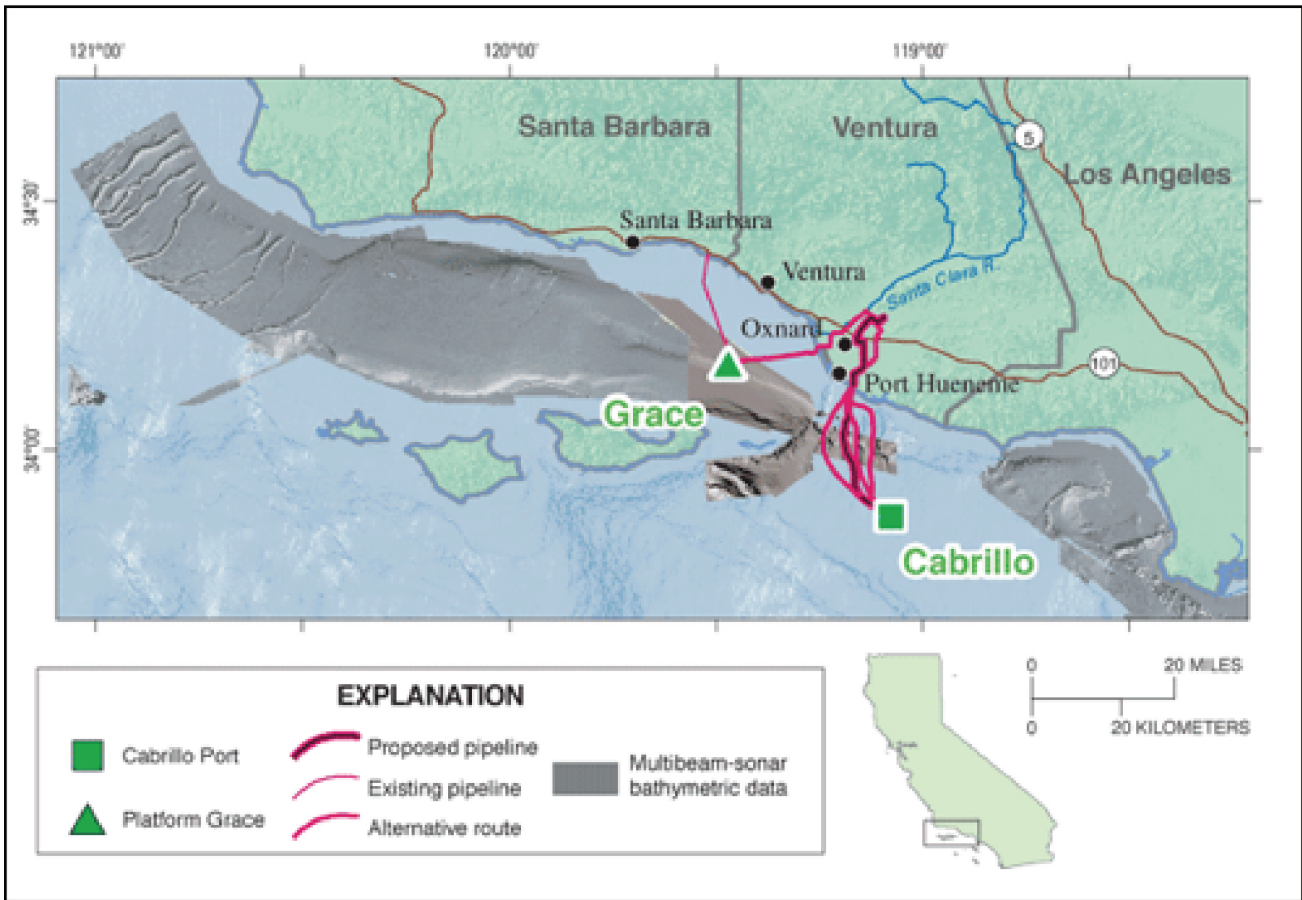 121°00'
120°00'
119°00'
34°30'
34°00'
Santa Barbara
Ventura
5
Los Angeles
Santa Barbara
Ventura
Santa Clara R.
Oxnard
101
Port Hueneme
Grace
Cabrillo
EXPLANATION
Cabrillo Port
Platform Grace
Proposed pipeline
Existing pipeline
Alternative route
Multibeam-sonar
bathymetric data
0 20 MILES
0 20 KILOMETERS